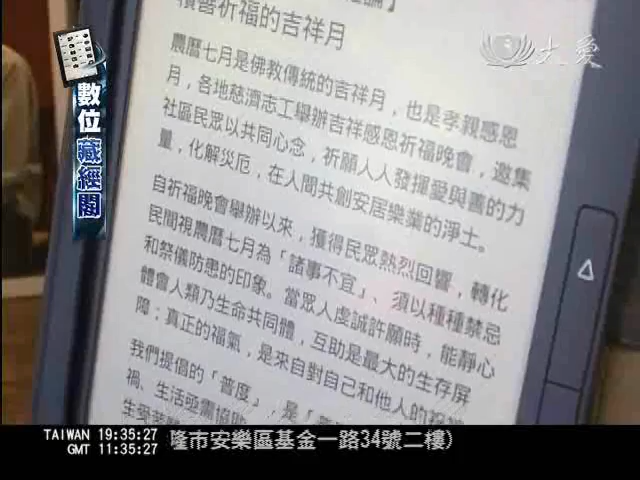 積善祈福的吉祥月
農曆七月是佛教傳統的吉祥月，也是孝親感恩
月，各地慈濟志工舉辦吉祥感恩祈福晚會，邀集
社區民眾以共同心念，祈願人人發揮愛與善的力
量，化解災厄，在人間共創安居樂業的淨土。
自祈福晚會舉辦以來，獲得民眾熱烈回響，轉化
民間視農曆七月為「諸事不宜」、須以種種禁忌
和祭儀防患的印象。當眾人虔誠許願時，能靜心
體會人類乃生命共同體，互助是最大的生存屏
障；真正的福氣，是來自對自己和他人的祝福
我們提倡的「普度」，是「
禍、生活亟需協助
大愛
數位藏經閣
TAIWAN 19:35:27
GMT 11:35:27
隆市安樂區基金一路34號二樓)